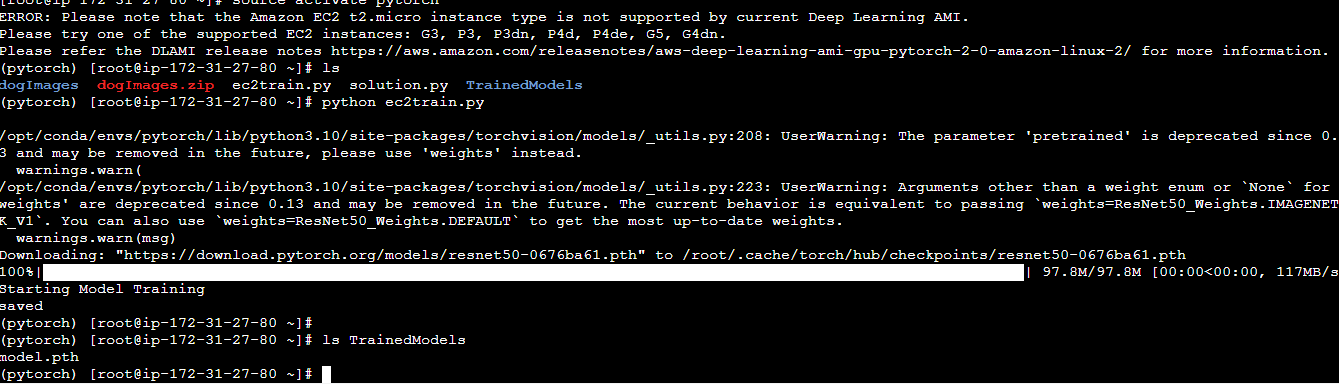 [root@ip-172-31-27-80 ~]# source activate pytorch
ERROR: Please note that the Amazon EC2 t2.micro instance type is not supported by current Deep Learning AMI.
Please try one of the supported EC2 instances: G3, P3, P3dn, P4d, P4de, G5, G4dn.
Please refer the DLAMI release notes https://aws.amazon.com/releasenotes/aws-deep-learning-ami-gpu-pytorch-2-0-amazon-linux-2/ for more information.
(pytorch) [root@ip-172-31-27-80 ~]# ls
dogImages  dogImages.zip  ec2train.py  solution.py  TrainedModels
(pytorch) [root@ip-172-31-27-80 ~]# python ec2train.py
/opt/conda/envs/pytorch/lib/python3.10/site-packages/torchvision/models/_utils.py:208: UserWarning: The parameter 'pretrained' is deprecated since 0.
3 and may be removed in the future, please use 'weights' instead.
  warnings.warn(
/opt/conda/envs/pytorch/lib/python3.10/site-packages/torchvision/models/_utils.py:223: UserWarning: Arguments other than a weight enum or `None` for
weights' are deprecated since 0.13 and may be removed in the future. The current behavior is equivalent to passing `weights=ResNet50_Weights.IMAGENET
K_V1`. You can also use `weights=ResNet50_Weights.DEFAULT` to get the most up-to-date weights.
  warnings.warn(msg)
Downloading: "https://download.pytorch.org/models/resnet50-0676ba61.pth" to /root/.cache/torch/hub/checkpoints/resnet50-0676ba61.pth
100%| | 97.8M/97.8M [00:00<00:00, 117MB/s
Starting Model Training
saved
(pytorch) [root@ip-172-31-27-80 ~]#
(pytorch) [root@ip-172-31-27-80 ~]# ls TrainedModels
model.pth
(pytorch) [root@ip-172-31-27-80 ~]#